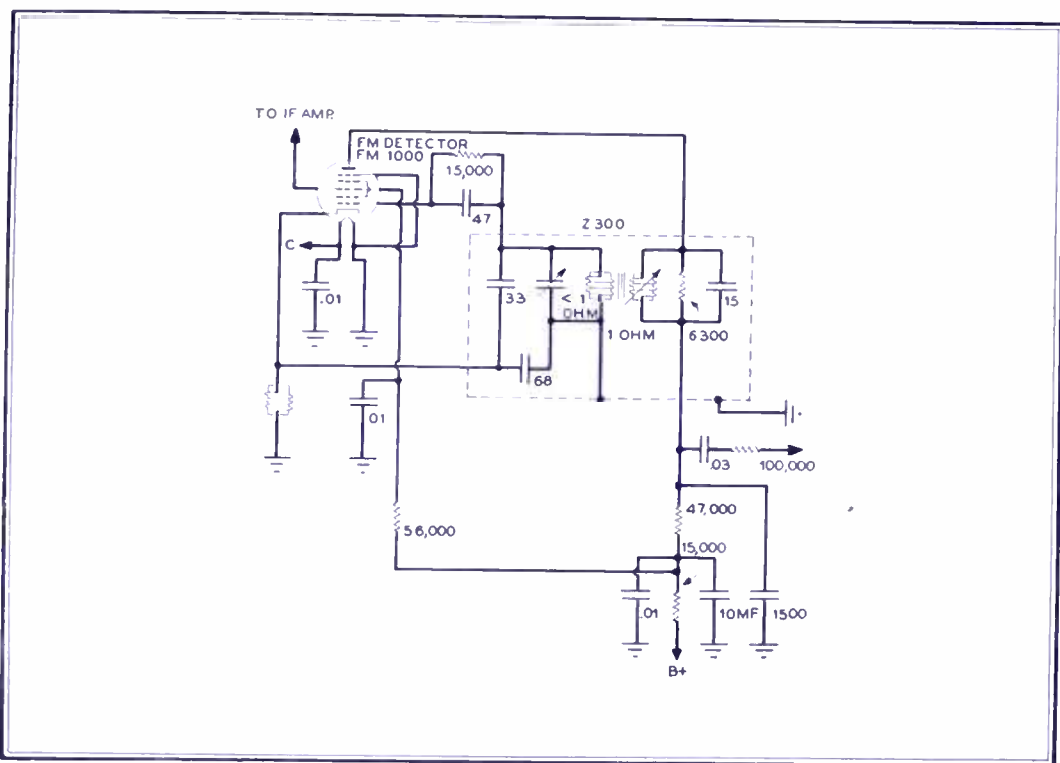 TO IF AMP.
FM DETECTOR
FM 1000
15,000
47
Z 300
C
.01
33
< 1
OHM
1 OHM
15
6300
68
.01
.03
100,000
56,000
47,000
15,000
.01
10MF
1500
B+